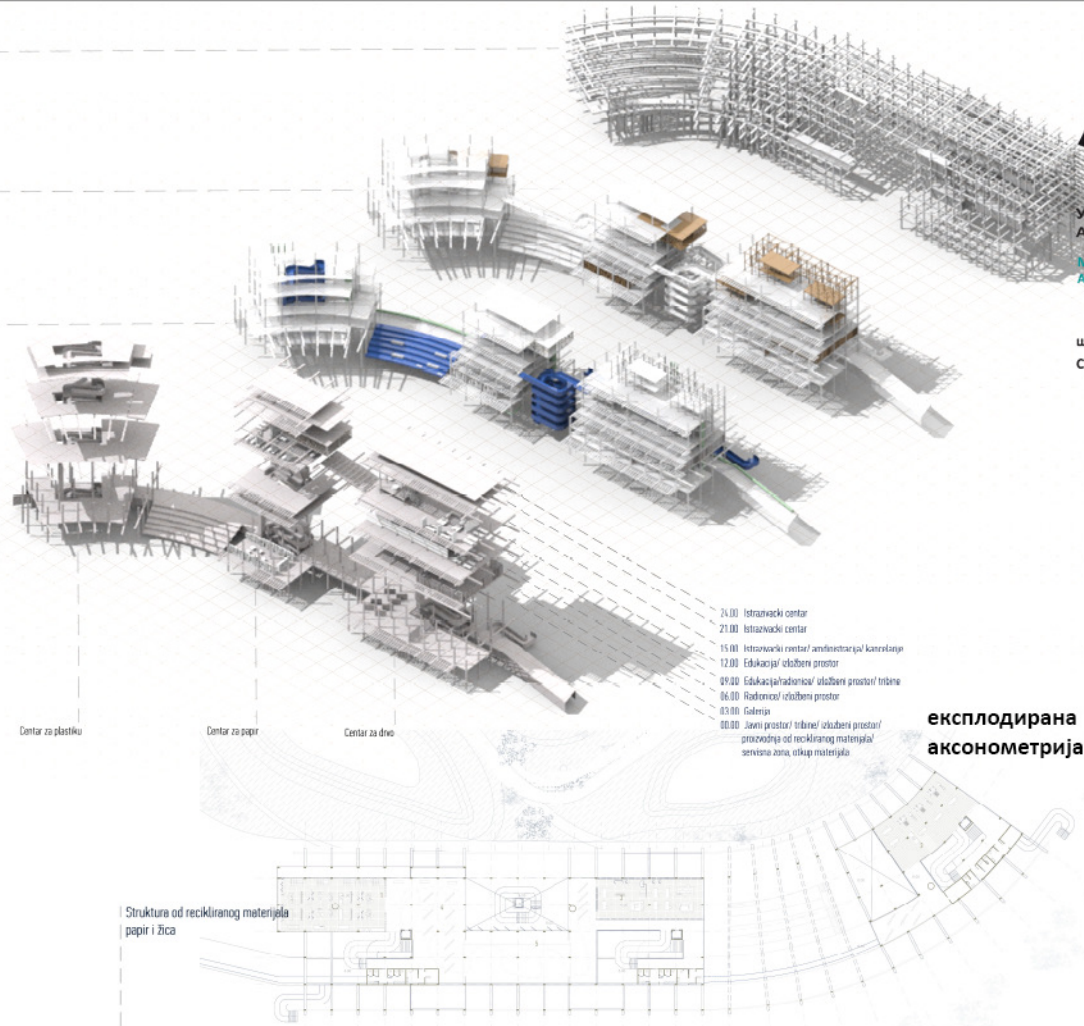 24.00 Istrazivacki centar
21.00 Istrazivacki centar
15.00 Istrazivacki centar/ amdinistracija/ kancelarije
12.00 Edukacija/ izložbeni prostor
09.00 Edukacija/radionice/ izložbeni prostor/ tribine
06.00 Radionice/ izložbeni prostor
03.00 Galerija
00.00 Javni prostor/ tribine/ izlozbeni prostor/
proizvodnja od recikliranog materijala/
servisna zona, otkup materijala
Centar za plastiku
Centar za papir
Centar za drvo
експлодирана
аксонометрија
Struktura od recikliranog materijala
papir i žica